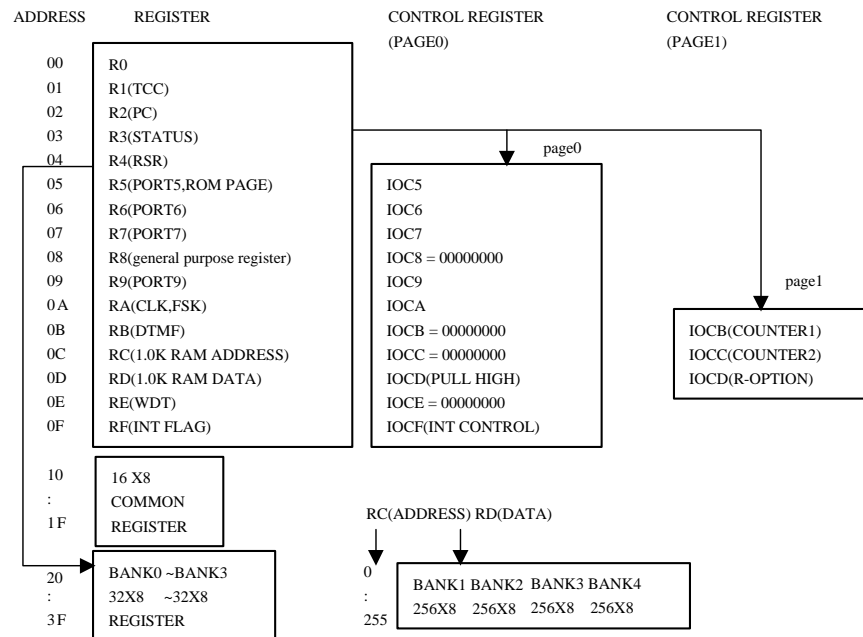 ADDRESS REGISTER CONTROL REGISTER CONTROL REGISTER
(PAGE0) (PAGE1)
00 R0
01 R1(TCC)
02 R2(PC)
03 R3(STATUS)
page0
04 R4(RSR)
05 R5(PORT5,ROM PAGE) IOC5
06 R6(PORT6) IOC6
07 R7(PORT7) IOC7
08 R8(general purpose register) IOC8 = 00000000
09 R9(PORT9) IOC9
page1
0A RA(CLK,FSK) IOCA
0B RB(DTMF) IOCB = 00000000 IOCB(COUNTER1)
0C RC(1.0K RAM ADDRESS) IOCC = 00000000 IOCC(COUNTER2)
0D RD(1.0K RAM DATA) IOCD(PULL HIGH) IOCD(R-OPTION)
0E RE(WDT) IOCE = 00000000
0F RF(INT FLAG) IOCF(INT CONTROL)
10 16 X8
: COMMON
1F REGISTER
RC(ADDRESS) RD(DATA)
20 BANK0 ~BANK3 0
: 32X8 ~32X8 : BANK1 BANK2 BANK3 BANK4
3F REGISTER 255 256X8 256X8 256X8 256X8